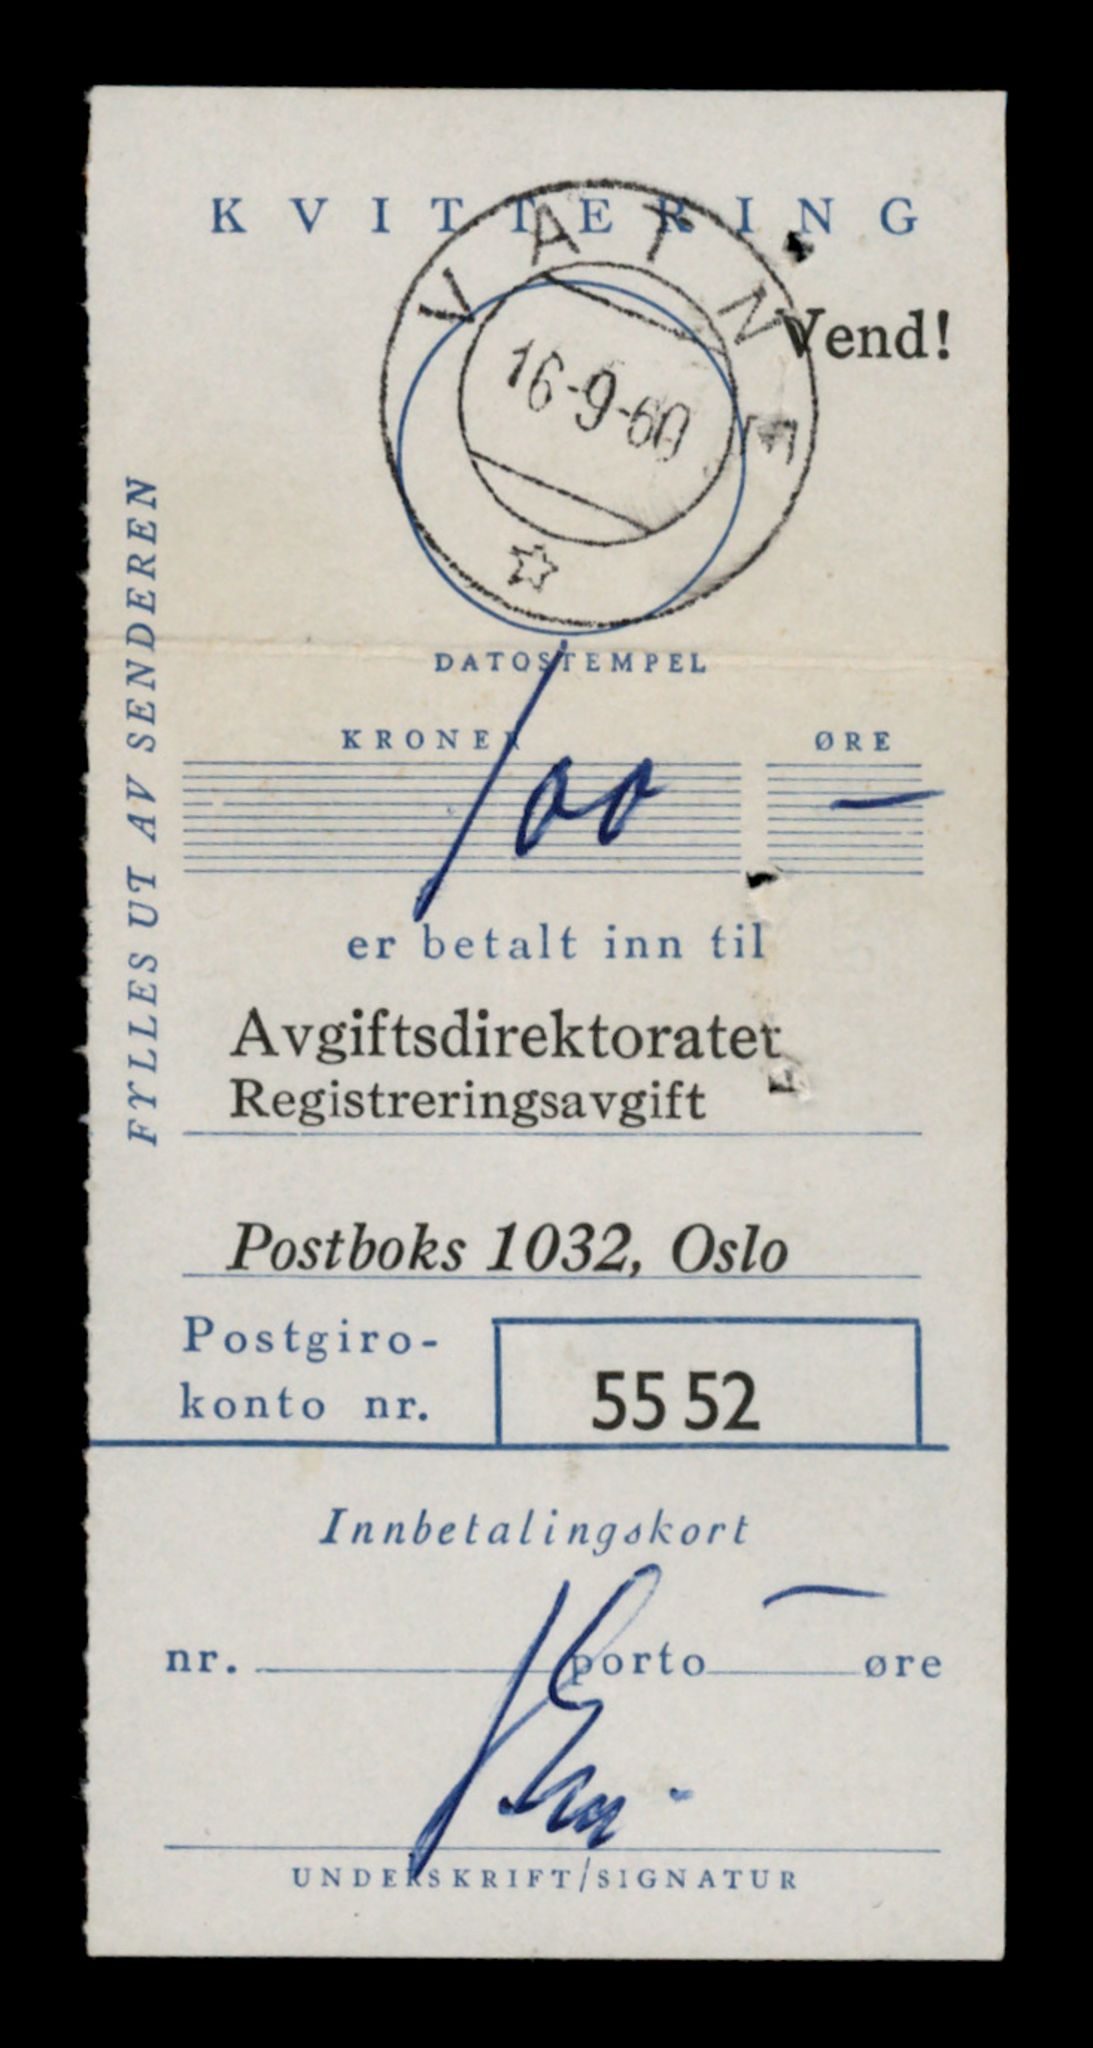 KVITTERING
VATNE
Vend!
16-9-60
DATOSTEMPEL
FYLLES UT AV SENDEREN
KRONER ØRE
100 —
er betalt inn til
Avgiftsdirektoratet
Registreringsavgift
Postboks 1032, Oslo
Postgiro-
konto nr.
55 52
Innbetalingskort
—
nr. porto øre
UNDERSKRIFT/SIGNATUR